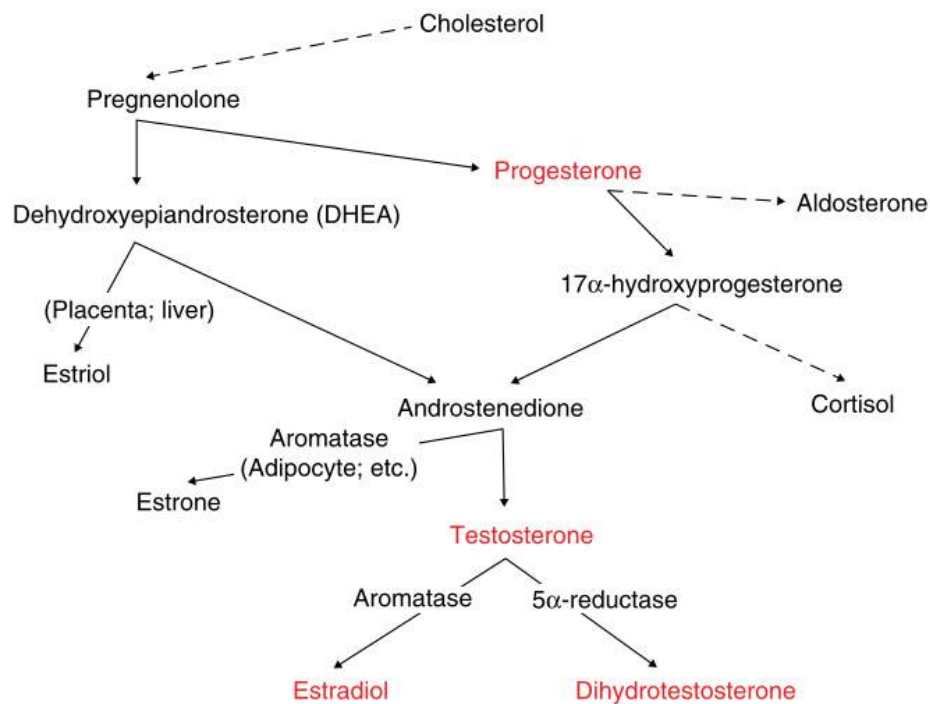 Cholesterol
Pregnenolone
Progesterone
Aldosterone
Dehydroxyepiandrosterone (DHEA)
17α-hydroxyprogesterone
(Placenta; liver)
Estriol
Androstenedione
Cortisol
Aromatase
(Adipocyte; etc.)
Estrone
Testosterone
Aromatase
5α-reductase
Estradiol
Dihydrotestosterone